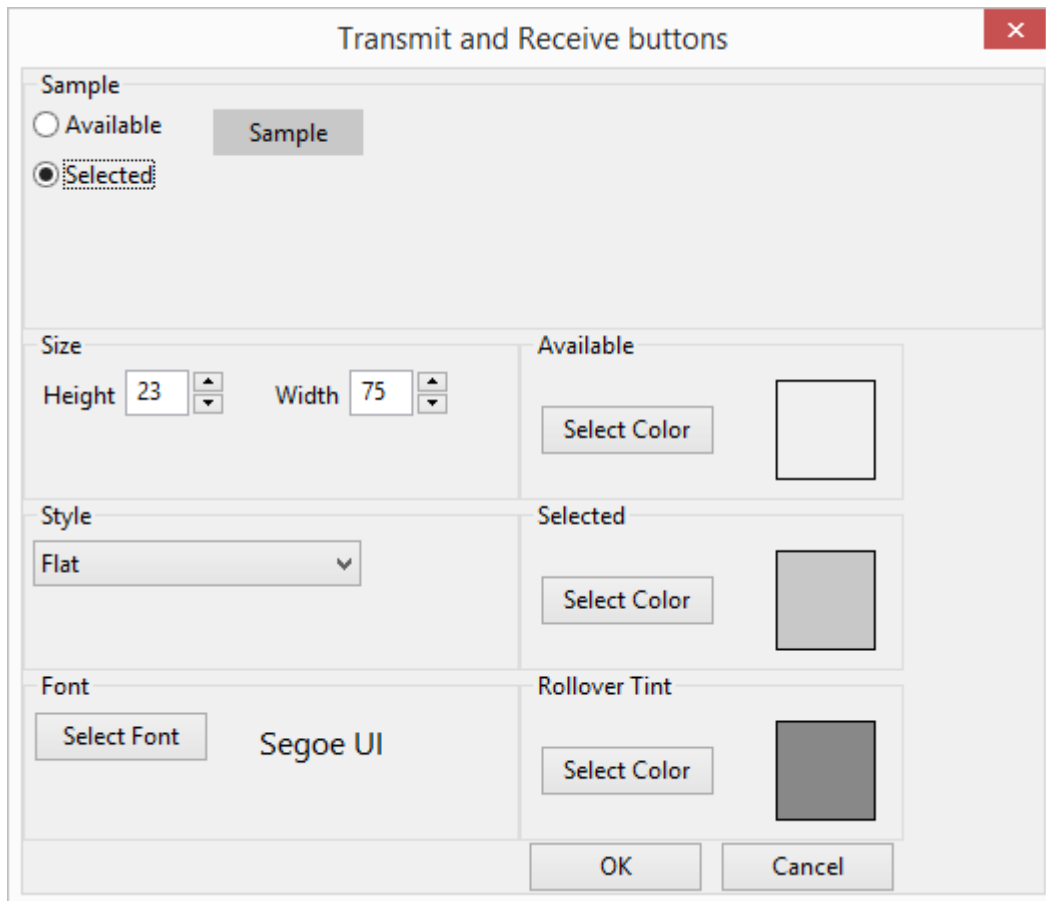 Transmit and Receive buttons
Sample
Available
Sample
Selected
Size
Height 23 Width 75
Available
Select Color
Style
Flat
Selected
Select Color
Font
Select Font
Segoe UI
Rollover Tint
Select Color
OK Cancel